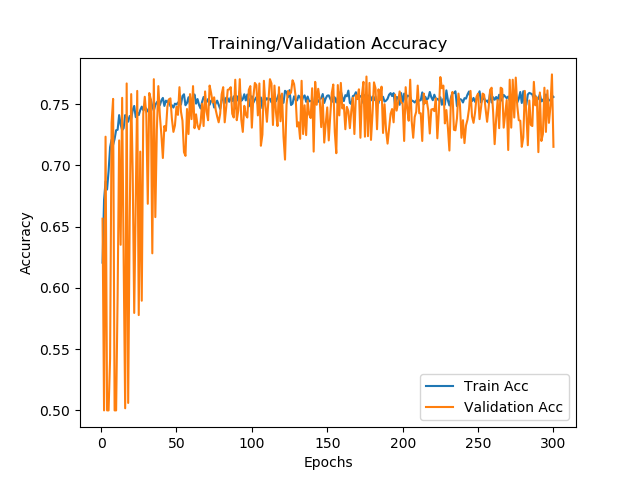 Training/Validation Accuracy
Accuracy
0.75
0.70
0.65
0.60
0.55
0.50
0 50 100 150 200 250 300
Epochs
Train Acc
Validation Acc